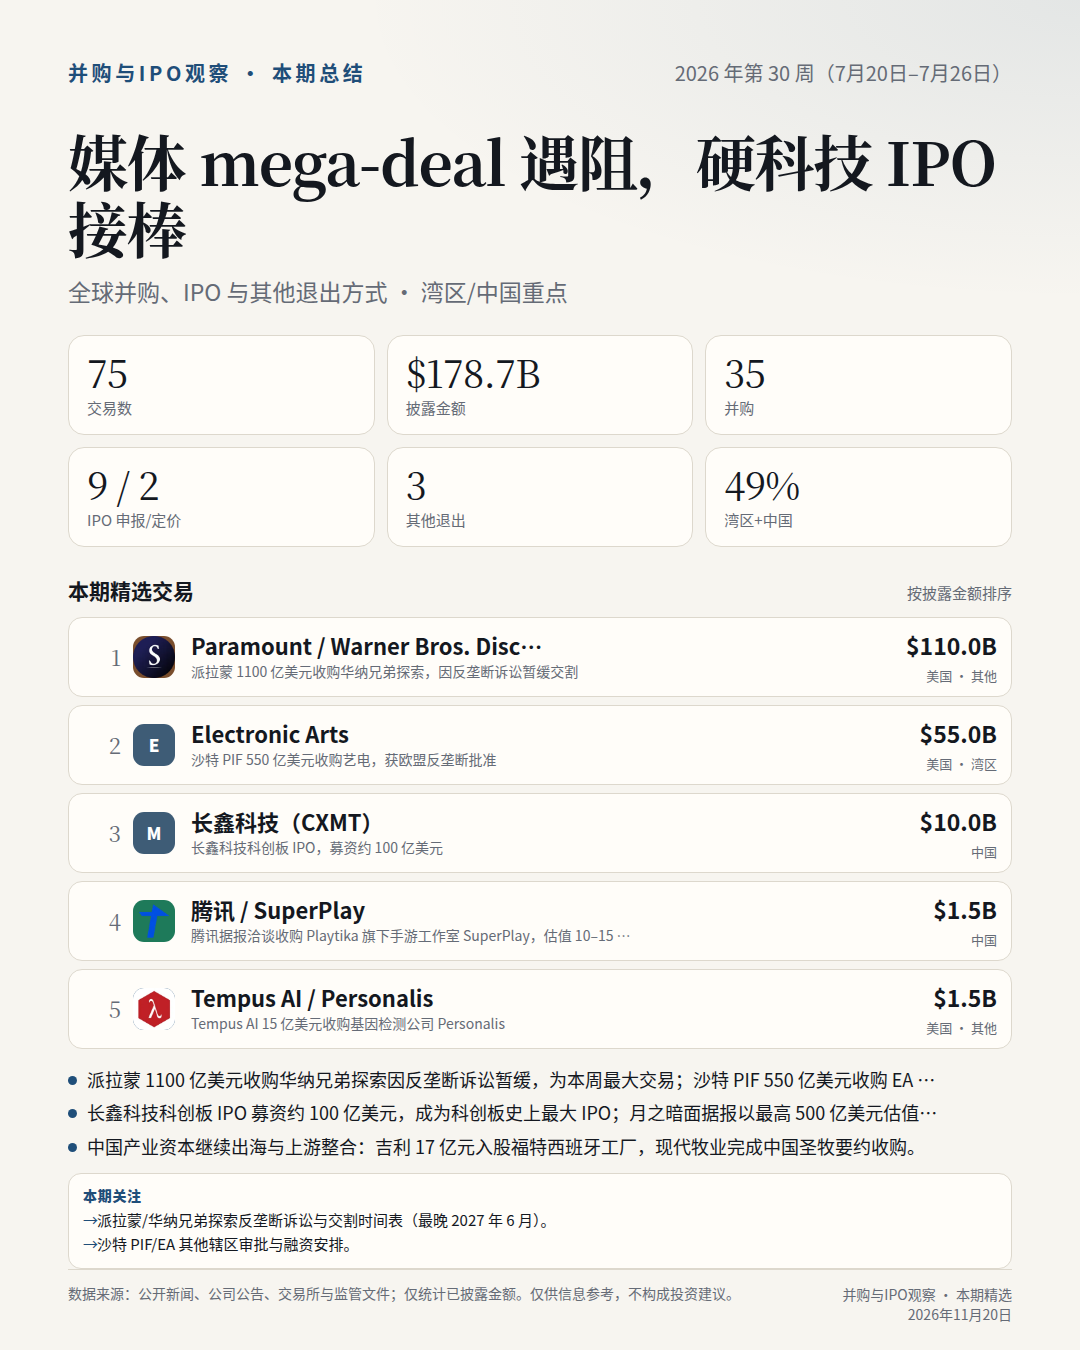 并购与IPO观察 · 本期总结
2026 年第 30 周（7月20日–7月26日）
媒体 mega-deal 遇阻，硬科技 IPO
接棒
全球并购、IPO 与其他退出方式 · 湾区/中国重点
75
交易数
$178.7B
披露金额
35
并购
9 / 2
IPO 申报/定价
3
其他退出
49%
湾区+中国
本期精选交易
按披露金额排序
1
S
Paramount / Warner Bros. Disc…
派拉蒙 1100 亿美元收购华纳兄弟探索，因反垄断诉讼暂缓交割
$110.0B
美国 · 其他
2
E
Electronic Arts
沙特 PIF 550 亿美元收购艺电，获欧盟反垄断批准
$55.0B
美国 · 湾区
3
M
长鑫科技（CXMT）
长鑫科技科创板 IPO，募资约 100 亿美元
$10.0B
中国
4
腾讯 / SuperPlay
腾讯据报洽谈收购 Playtika 旗下手游工作室 SuperPlay，估值 10–15 …
$1.5B
中国
5
λ
Tempus AI / Personalis
Tempus AI 15 亿美元收购基因检测公司 Personalis
$1.5B
美国 · 其他
• 派拉蒙 1100 亿美元收购华纳兄弟探索因反垄断诉讼暂缓，为本周最大交易；沙特 PIF 550 亿美元收购 EA …
• 长鑫科技科创板 IPO 募资约 100 亿美元，成为科创板史上最大 IPO；月之暗面据报以最高 500 亿美元估值…
• 中国产业资本继续出海与上游整合：吉利 17 亿元入股福特西班牙工厂，现代牧业完成中国圣牧要约收购。
本期关注
→派拉蒙/华纳兄弟探索反垄断诉讼与交割时间表（最晚 2027 年 6 月）。
→沙特 PIF/EA 其他辖区审批与融资安排。
数据来源：公开新闻、公司公告、交易所与监管文件；仅统计已披露金额。仅供信息参考，不构成投资建议。
并购与IPO观察 · 本期精选
2026年11月20日